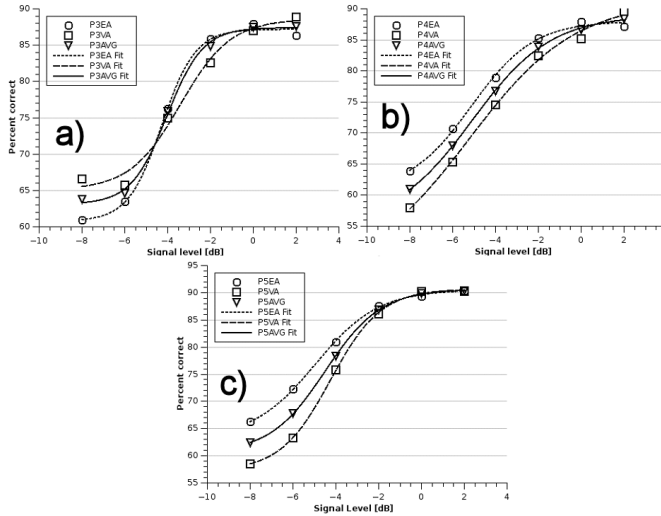 90
85
80
75
70
65
60
Percent correct
P3EA
P3VA
P3AVG
P3EA Fit
P3VA Fit
P3AVG Fit
a)
−10 −8 −6 −4 −2 0 2 4
Signal level [dB]
90
85
80
75
70
65
60
55
P4EA
P4VA
P4AVG
P4EA Fit
P4VA Fit
P4AVG Fit
b)
−10 −8 −6 −4 −2 0 2
Signal level [dB]
95
90
85
80
75
70
65
60
55
Percent correct
P5EA
P5VA
P5AVG
P5EA Fit
P5VA Fit
P5AVG Fit
c)
−10 −8 −6 −4 −2 0 2 4
Signal Level [dB]